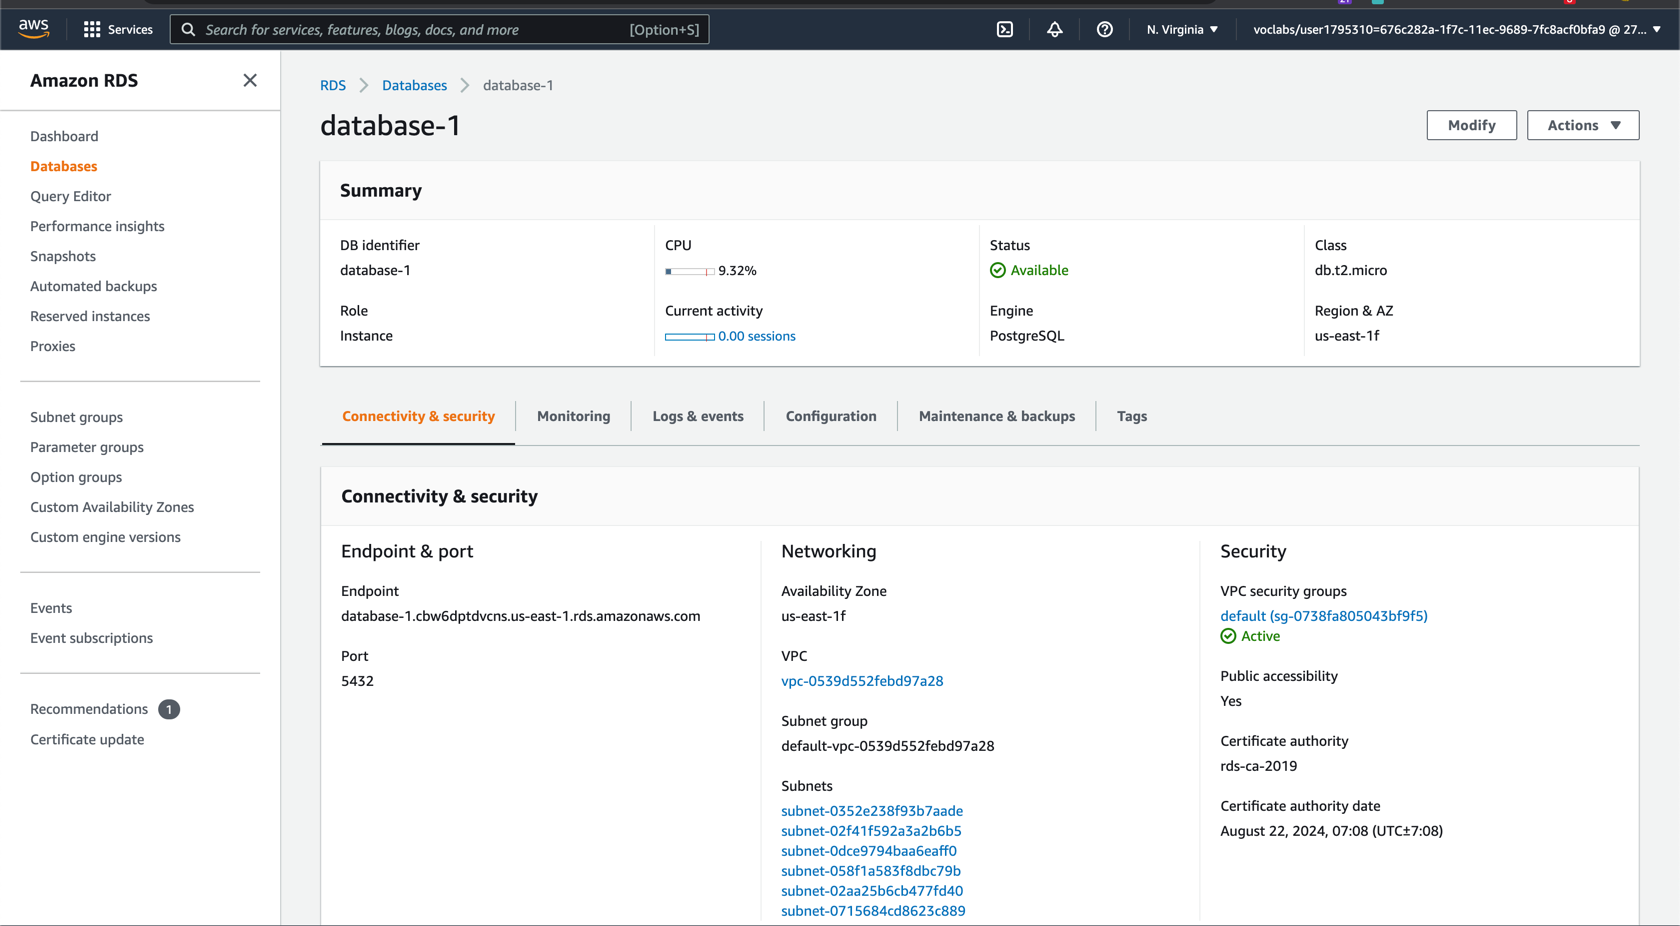 aws
Services
Search for services, features, blogs, docs, and more
[Option+S]
N. Virginia
voclabs/user1795310=676c282a-1f7c-11ec-9689-7fc8acf0bfa9 @ 27...
Amazon RDS
Dashboard
Databases
Query Editor
Performance insights
Snapshots
Automated backups
Reserved instances
Proxies
Subnet groups
Parameter groups
Option groups
Custom Availability Zones
Custom engine versions
Events
Event subscriptions
Recommendations 1
Certificate update
RDS
Databases
database-1
database-1
Modify
Actions
Summary
DB identifier
database-1
Role
Instance
CPU
9.32%
Current activity
0.00 sessions
Status
Available
Engine
PostgreSQL
Class
db.t2.micro
Region & AZ
us-east-1f
Connectivity & security
Monitoring
Logs & events
Configuration
Maintenance & backups
Tags
Connectivity & security
Endpoint & port
Endpoint
database-1.cbw6dptdvcns.us-east-1.rds.amazonaws.com
Port
5432
Networking
Availability Zone
us-east-1f
VPC
vpc-0539d552febd97a28
Subnet group
default-vpc-0539d552febd97a28
Subnets
subnet-0352e238f93b7aade
subnet-02f41f592a3a2b6b5
subnet-0dce9794baa6eaff0
subnet-058f1a583f8dbc79b
subnet-02aa25b6cb477fd40
subnet-0715684cd8623c889
Security
VPC security groups
default (sg-0738fa805043bf9f5)
Active
Public accessibility
Yes
Certificate authority
rds-ca-2019
Certificate authority date
August 22, 2024, 07:08 (UTC±7:08)